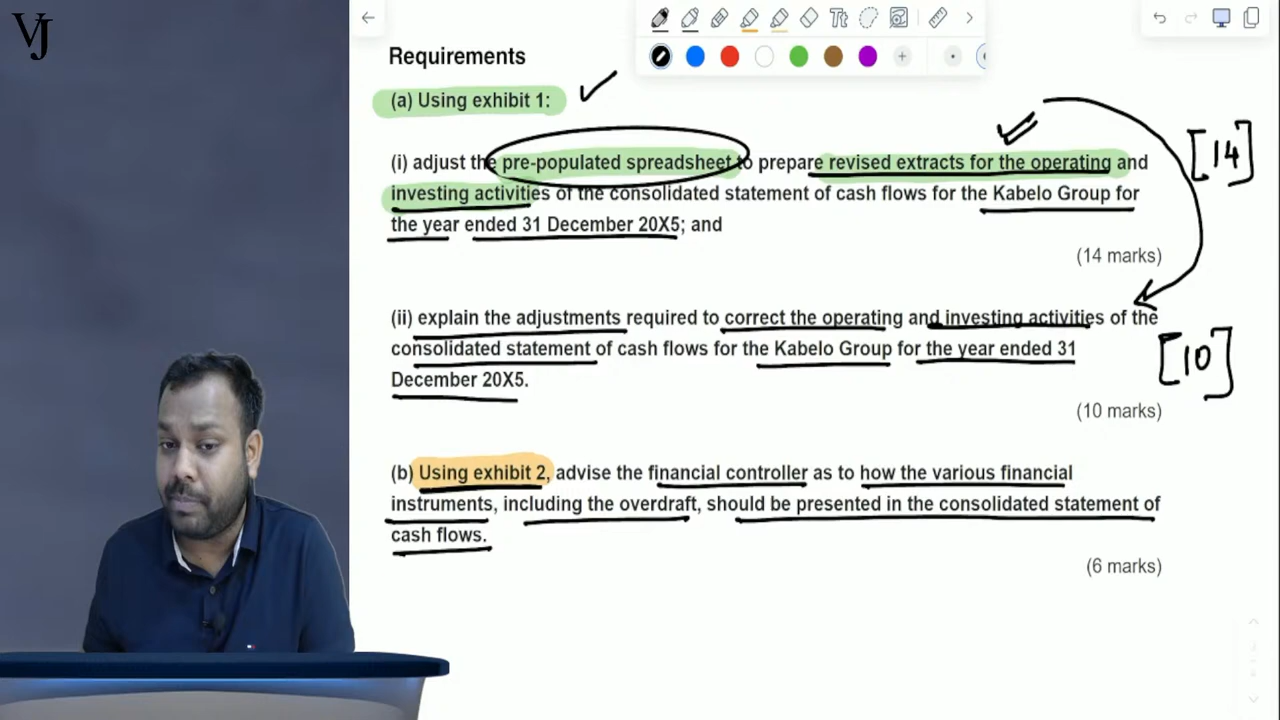 VJ
Requirements
(a) Using exhibit 1:
(i) adjust the pre-populated spreadsheet to prepare revised extracts for the operating and
investing activities of the consolidated statement of cash flows for the Kabelo Group for
the year ended 31 December 20X5; and
[14]
(14 marks)
(ii) explain the adjustments required to correct the operating and investing activities of the
consolidated statement of cash flows for the Kabelo Group for the year ended 31
December 20X5.
[10]
(10 marks)
(b) Using exhibit 2, advise the financial controller as to how the various financial
instruments, including the overdraft, should be presented in the consolidated statement of
cash flows.
(6 marks)
Tt